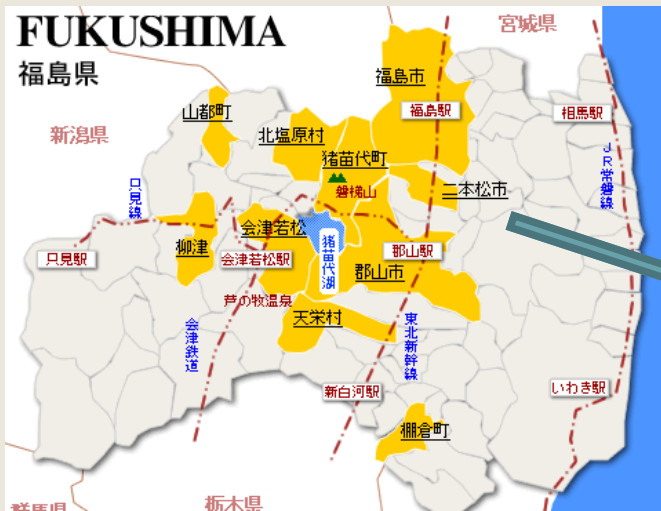 FUKUSHIMA
福島県
宮城県
福島市
福島駅
相馬駅
山都町
新潟県
北塩原村
猪苗代町
磐梯山
二本松市
JR常磐線
只見線
会津若松
柳津
猪苗代湖
郡山駅
只見駅
会津若松駅
郡山市
芦の牧温泉
天栄村
会津鉄道
東北新幹線
新白河駅
いわき駅
棚倉町
群馬県
栃木県